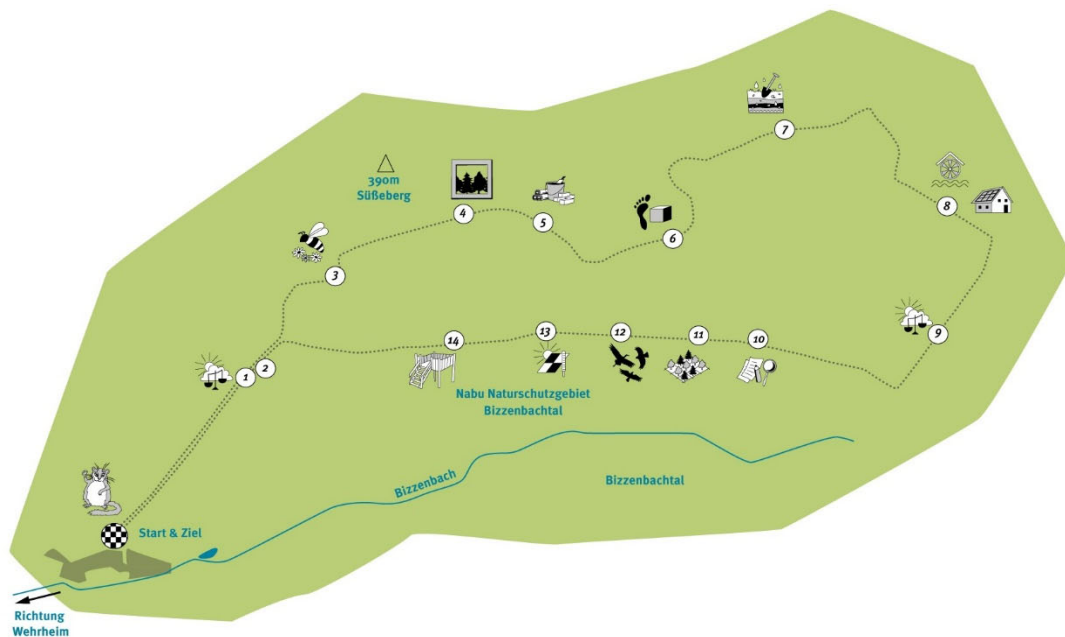 7
390m
Süßeberg
4
5
8
6
3
9
14
13
12
11
10
1
2
Nabu Naturschutzgebiet
Bizzenbachtal
Bizzenbach
Bizzenbachtal
Start & Ziel
Richtung
Wehrheim